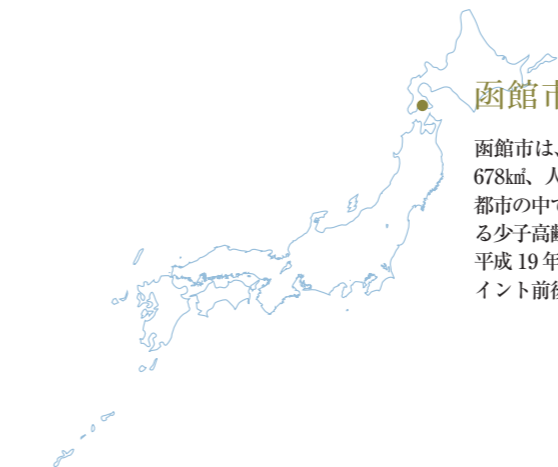 函館市
函館市は、
678㎢、人
都市の中で
る少子高齢
平成 19 年
イント前後